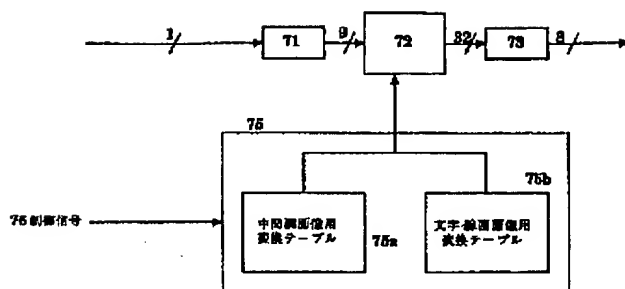 1
71
9
72
32
73
8
75
75b
76 制御信号
中間調画像用
変換テーブル
75a
文字・線画画像用
変換テーブル